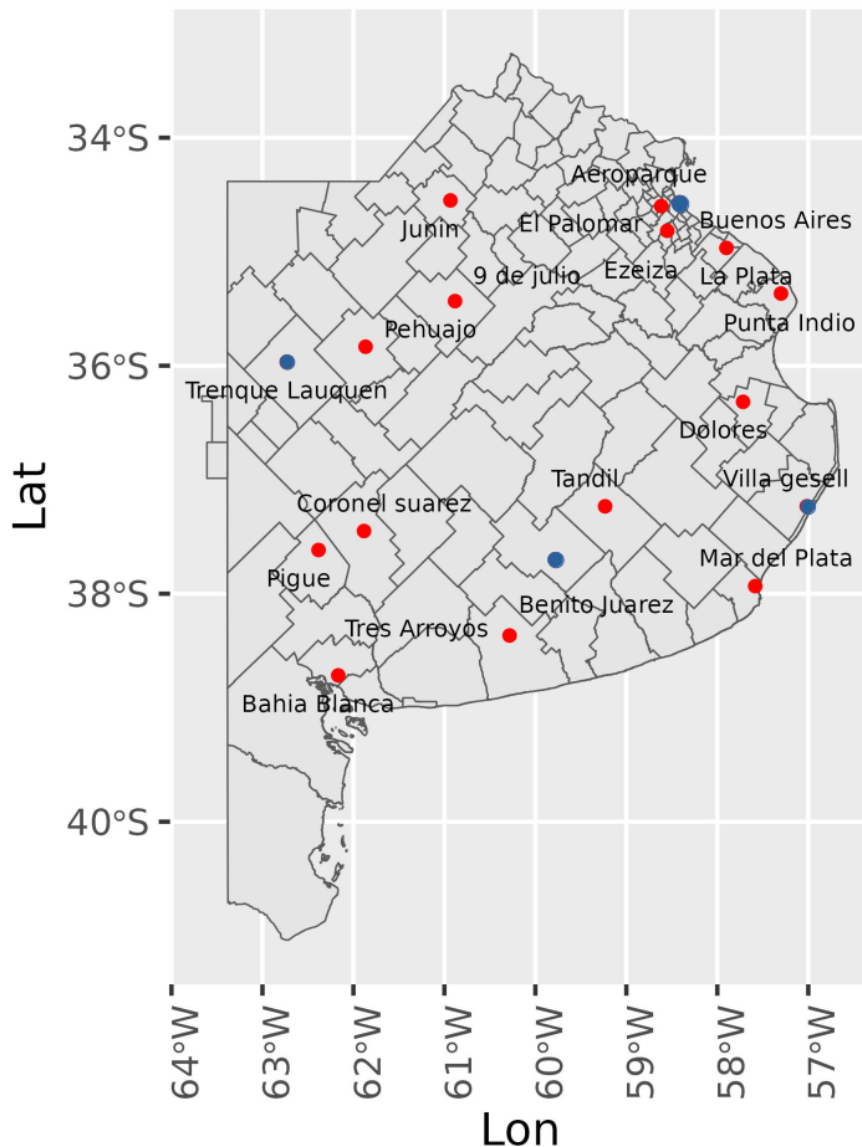 34°S
Aeroparque
El Palomar
Buenos Aires
Junin
Ezeiza
La Plata
9 de julio
Punta Indio
Pehuajo
36°S
Trenque Lauquen
Dolores
Lat
Tandil
Villa gesell
Coronel suarez
Mar del Plata
Pigue
38°S
Benito Juarez
Tres Arroyos
Bahia Blanca
40°S
64°W
63°W
62°W
61°W
60°W
59°W
58°W
57°W
Lon